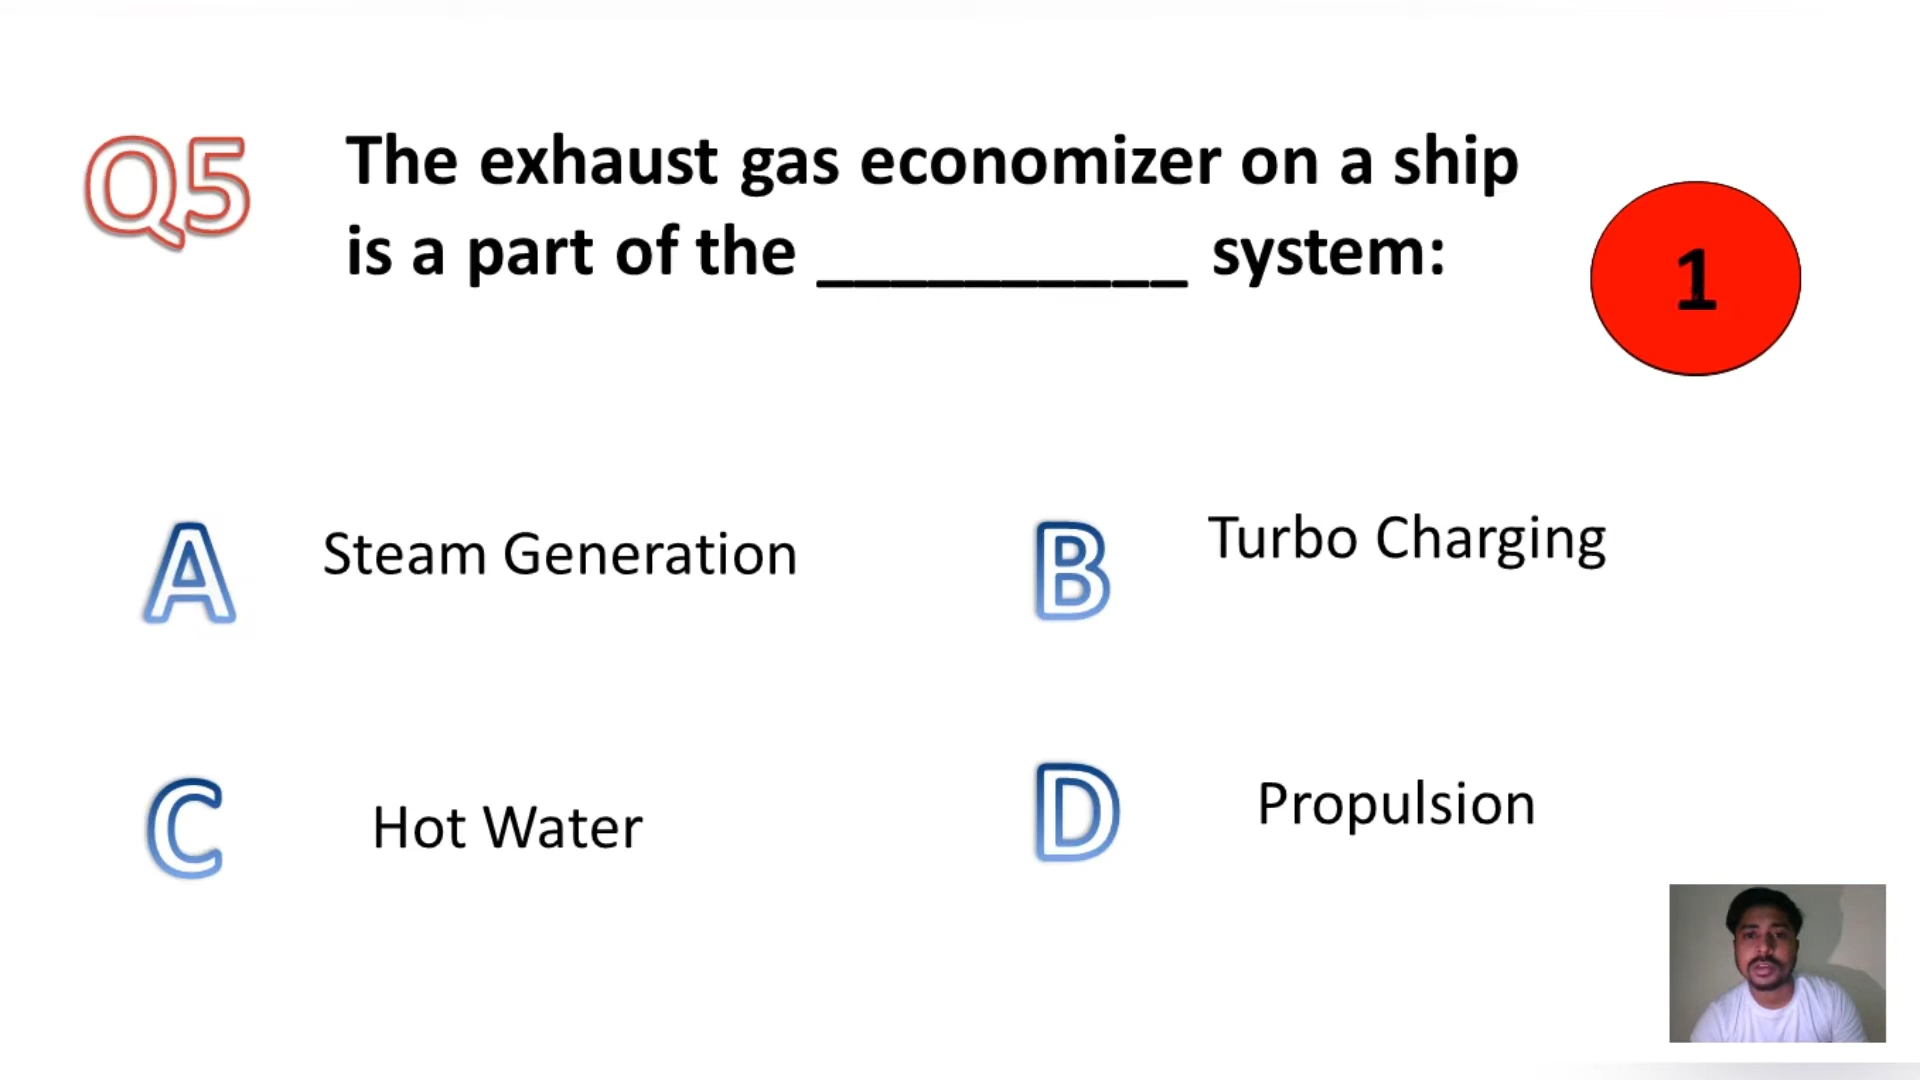 Q5
The exhaust gas economizer on a ship
is a part of the __________ system:
1
A
Steam Generation
B
Turbo Charging
C
Hot Water
D
Propulsion